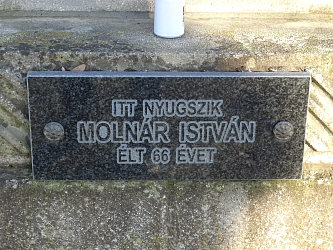 ITT NYUGSZIK
MOLNÁR ISTVÁN
ÉLT 66 ÉVET